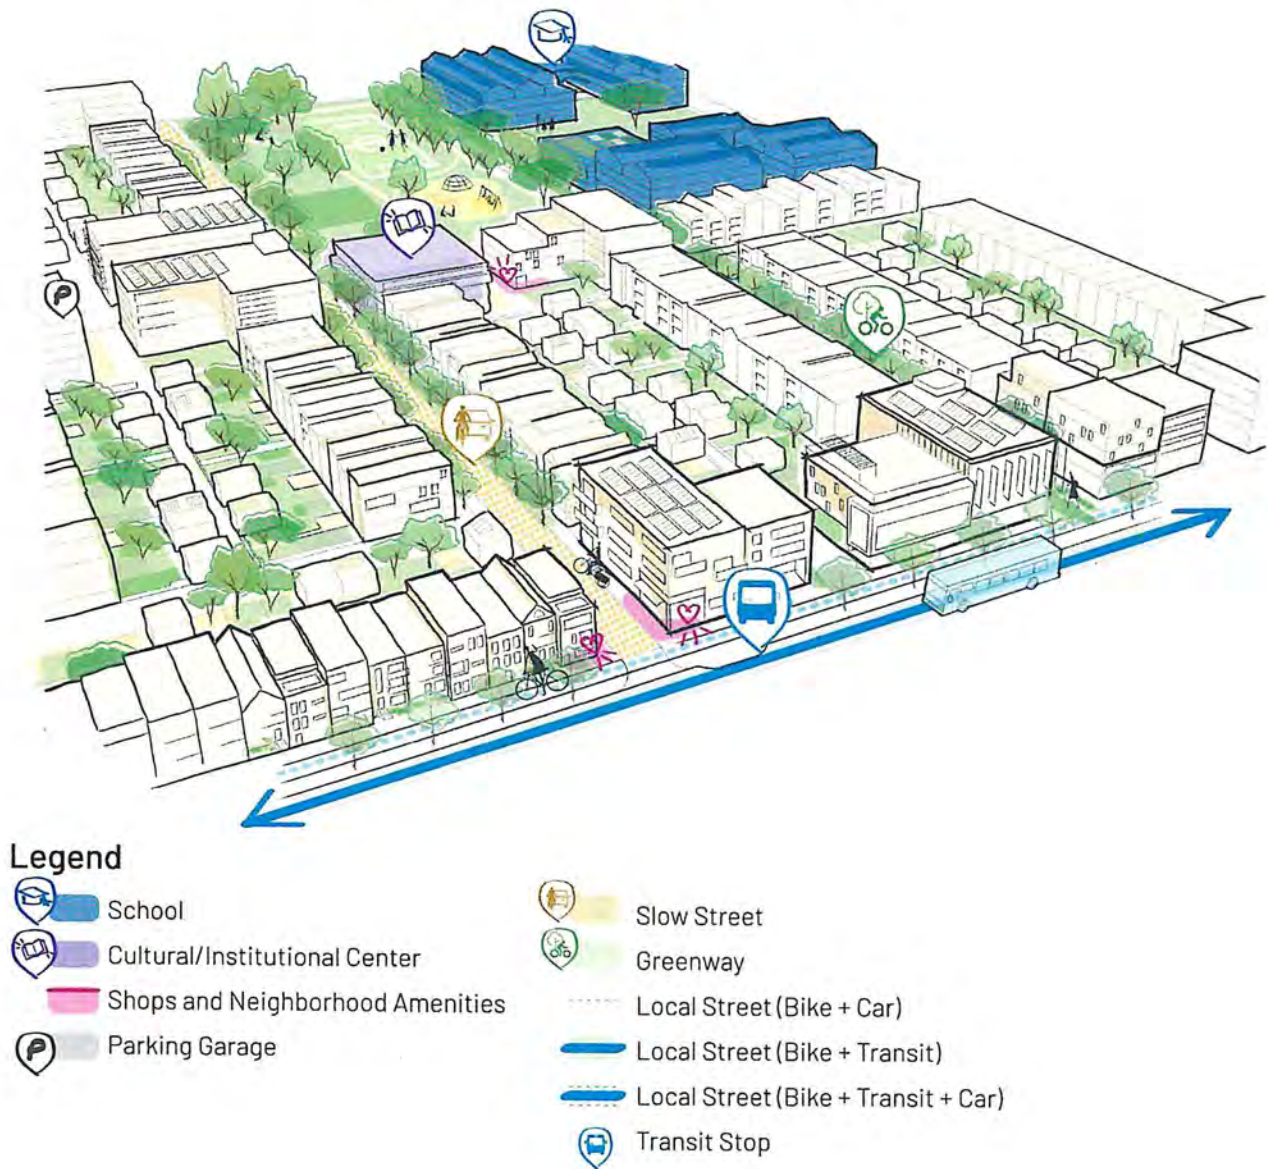 Legend
School
Cultural/Institutional Center
Shops and Neighborhood Amenities
Parking Garage
Slow Street
Greenway
Local Street (Bike + Car)
Local Street (Bike + Transit)
Local Street (Bike + Transit + Car)
Transit Stop